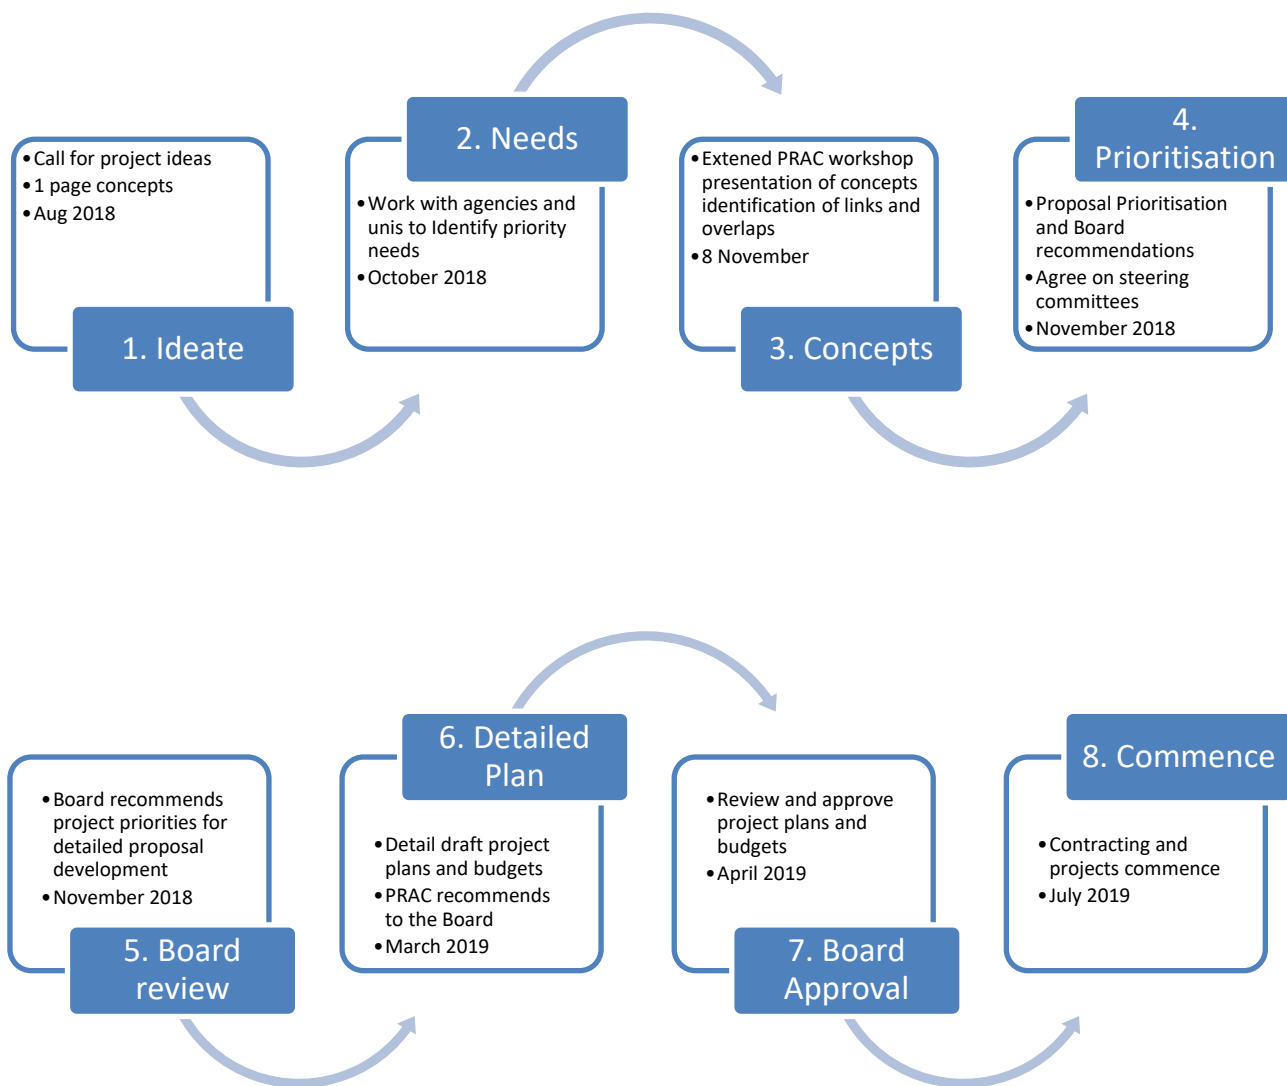 • Call for project ideas
• 1 page concepts
• Aug 2018
1. Ideate
2. Needs
• Work with agencies and
unis to Identify priority
needs
• October 2018
• Extened PRAC workshop
presentation of concepts
identification of links and
overlaps
• 8 November
3. Concepts
4.
Prioritisation
• Proposal Prioritisation
and Board
recommendations
• Agree on steering
committees
• November 2018
• Board recommends
project priorities for
detailed proposal
development
• November 2018
5. Board
review
6. Detailed
Plan
• Detail draft project
plans and budgets
• PRAC recommends
to the Board
• March 2019
• Review and approve
project plans and
budgets
• April 2019
7. Board
Approval
8. Commence
• Contracting and
projects commence
• July 2019